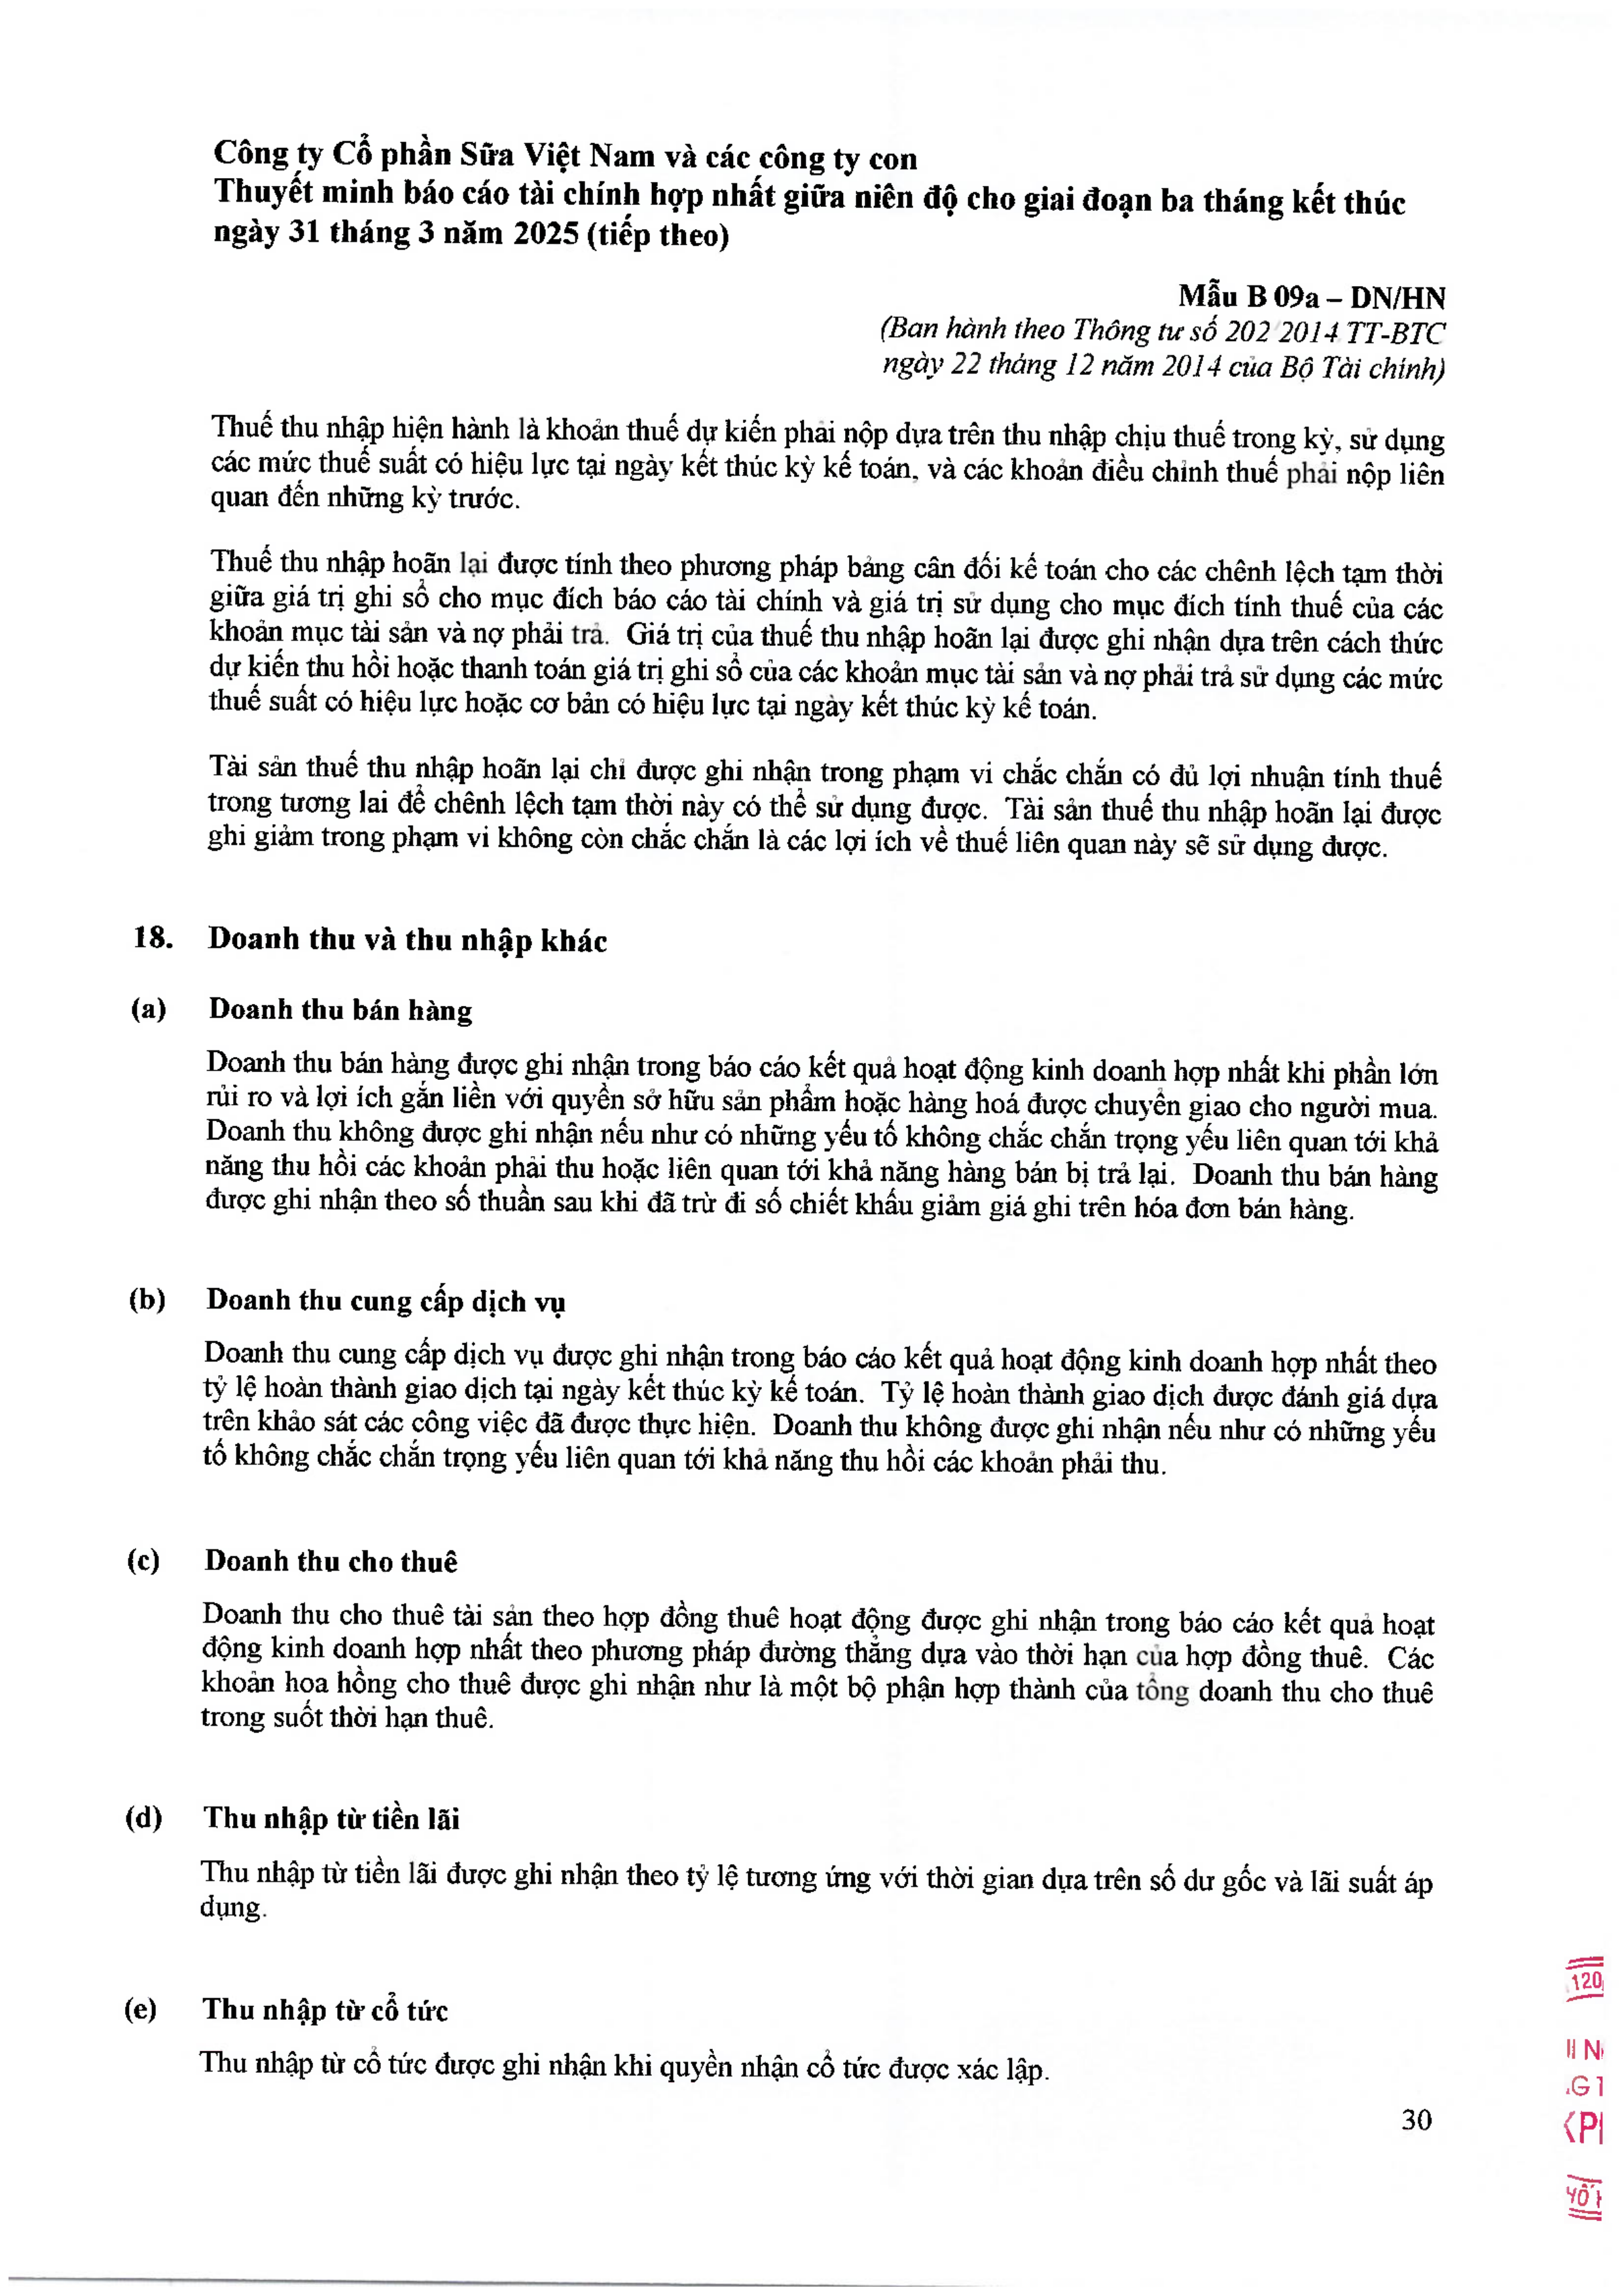 Công ty Cổ phần Sữa Việt Nam và các công ty con
Thuyết minh báo cáo tài chính hợp nhất giữa niên độ cho giai đoạn ba tháng kết thúc
ngày 31 tháng 3 năm 2025 (tiếp theo)
Mẫu B 09a – DN/HN
(Ban hành theo Thông tư số 202 2014 TT-BTC
ngày 22 tháng 12 năm 2014 của Bộ Tài chính)
Thuế thu nhập hiện hành là khoản thuế dự kiến phải nộp dựa trên thu nhập chịu thuế trong kỳ, sử dụng
các mức thuế suất có hiệu lực tại ngày kết thúc kỳ kế toán, và các khoản điều chỉnh thuế phải nộp liên
quan đến những kỳ trước.
Thuế thu nhập hoãn lại được tính theo phương pháp bảng cân đối kế toán cho các chênh lệch tạm thời
giữa giá trị ghi sổ cho mục đích báo cáo tài chính và giá trị sử dụng cho mục đích tính thuế của các
khoản mục tài sản và nợ phải trả. Giá trị của thuế thu nhập hoãn lại được ghi nhận dựa trên cách thức
dự kiến thu hồi hoặc thanh toán giá trị ghi sổ của các khoản mục tài sản và nợ phải trả sử dụng các mức
thuế suất có hiệu lực hoặc cơ bản có hiệu lực tại ngày kết thúc kỳ kế toán.
Tài sản thuế thu nhập hoãn lại chỉ được ghi nhận trong phạm vi chắc chắn có đủ lợi nhuận tính thuế
trong tương lai để chênh lệch tạm thời này có thể sử dụng được. Tài sản thuế thu nhập hoãn lại được
ghi giảm trong phạm vi không còn chắc chắn là các lợi ích về thuế liên quan này sẽ sử dụng được.
18. Doanh thu và thu nhập khác
(a) Doanh thu bán hàng
Doanh thu bán hàng được ghi nhận trong báo cáo kết quả hoạt động kinh doanh hợp nhất khi phần lớn
rủi ro và lợi ích gắn liền với quyền sở hữu sản phẩm hoặc hàng hoá được chuyển giao cho người mua.
Doanh thu không được ghi nhận nếu như có những yếu tố không chắc chắn trọng yếu liên quan tới khả
năng thu hồi các khoản phải thu hoặc liên quan tới khả năng hàng bán bị trả lại. Doanh thu bán hàng
được ghi nhận theo số thuần sau khi đã trừ đi số chiết khấu giảm giá ghi trên hóa đơn bán hàng.
(b) Doanh thu cung cấp dịch vụ
Doanh thu cung cấp dịch vụ được ghi nhận trong báo cáo kết quả hoạt động kinh doanh hợp nhất theo
tỷ lệ hoàn thành giao dịch tại ngày kết thúc kỳ kế toán. Tỷ lệ hoàn thành giao dịch được đánh giá dựa
trên khảo sát các công việc đã được thực hiện. Doanh thu không được ghi nhận nếu như có những yếu
tố không chắc chắn trọng yếu liên quan tới khả năng thu hồi các khoản phải thu.
(c) Doanh thu cho thuê
Doanh thu cho thuê tài sản theo hợp đồng thuê hoạt động được ghi nhận trong báo cáo kết quả hoạt
động kinh doanh hợp nhất theo phương pháp đường thẳng dựa vào thời hạn của hợp đồng thuê. Các
khoản hoa hồng cho thuê được ghi nhận như là một bộ phận hợp thành của tổng doanh thu cho thuê
trong suốt thời hạn thuê.
(d) Thu nhập từ tiền lãi
Thu nhập từ tiền lãi được ghi nhận theo tỷ lệ tương ứng với thời gian dựa trên số dư gốc và lãi suất áp
dụng.
(e) Thu nhập từ cổ tức
Thu nhập từ cổ tức được ghi nhận khi quyền nhận cổ tức được xác lập.
30
120